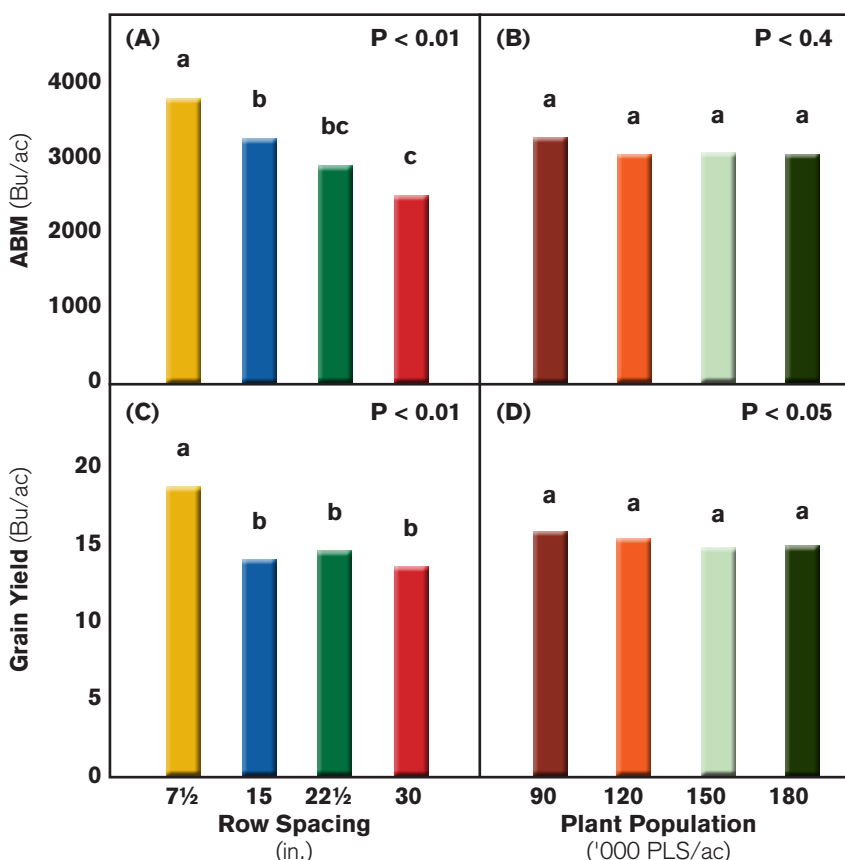 (A) P < 0.01
a
b
bc
c
(B) P < 0.4
a a a a
4000
3000
2000
1000
0
ABM (Bu/ac)
(C) P < 0.01
a
b b b
(D) P < 0.05
a a a a
20
15
10
5
0
Grain Yield (Bu/ac)
7½ 15 22½ 30
Row Spacing
(in.)
90 120 150 180
Plant Population
('000 PLS/ac)